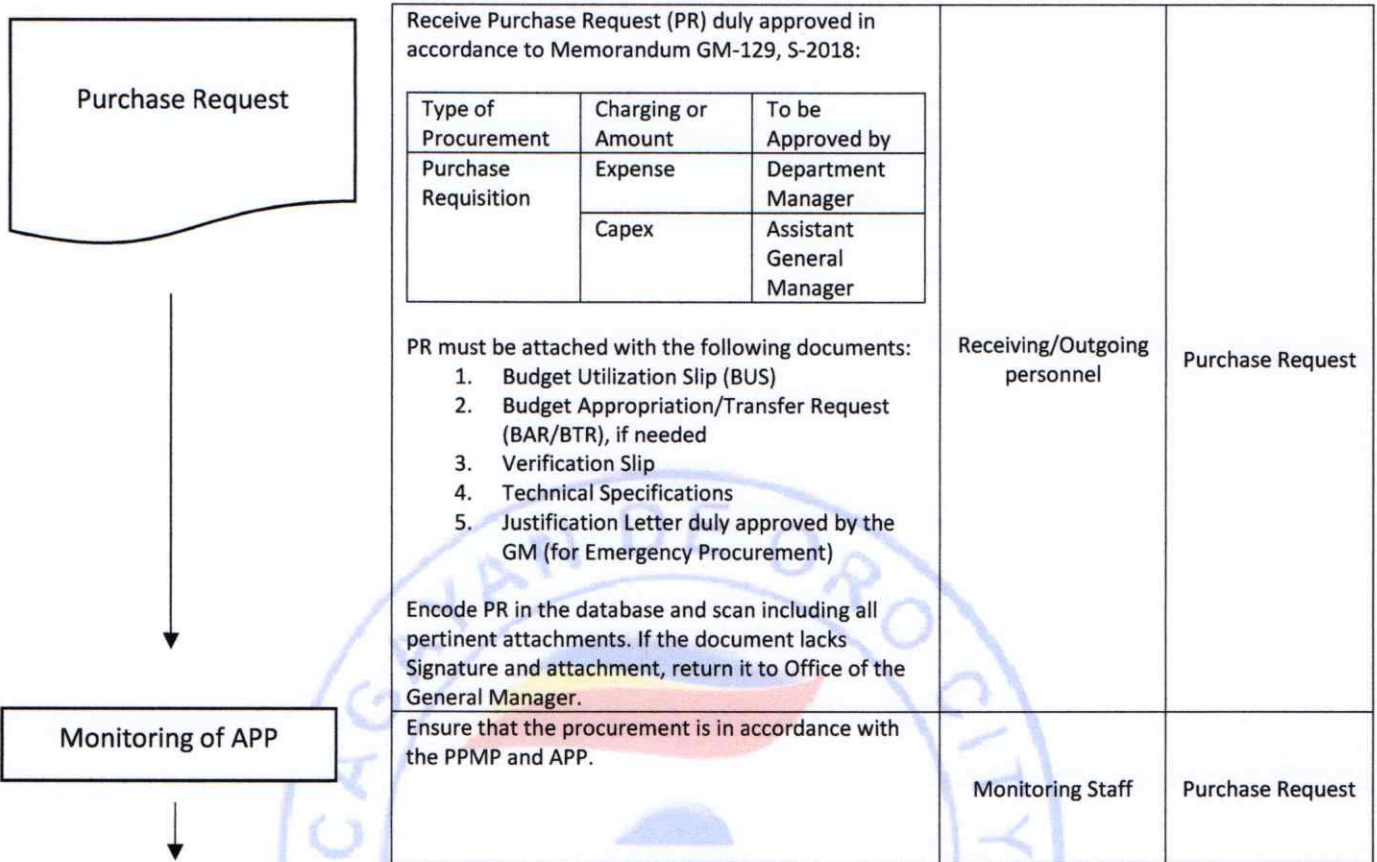 Purchase Request
Receive Purchase Request (PR) duly approved in
accordance to Memorandum GM-129, S-2018:
Type of Procurement
Charging or Amount
To be Approved by
Purchase Requisition
Expense
Department Manager
Capex
Assistant General Manager
PR must be attached with the following documents:
1. Budget Utilization Slip (BUS)
2. Budget Appropriation/Transfer Request
(BAR/BTR), if needed
3. Verification Slip
4. Technical Specifications
5. Justification Letter duly approved by the
GM (for Emergency Procurement)
Encode PR in the database and scan including all
pertinent attachments. If the document lacks
Signature and attachment, return it to Office of the
General Manager.
Receiving/Outgoing
personnel
Purchase Request
Monitoring of APP
Ensure that the procurement is in accordance with
the PPMP and APP.
Monitoring Staff
Purchase Request
CAGAYAN DE ORO CITY